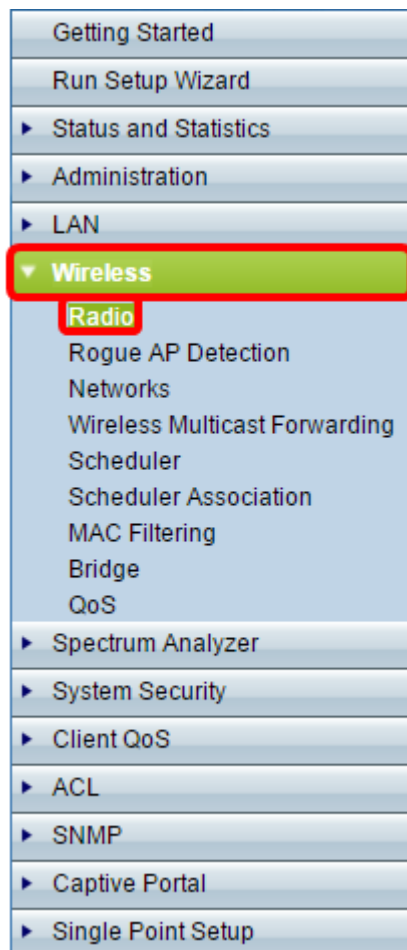 Getting Started
Run Setup Wizard
Status and Statistics
Administration
LAN
Wireless
Radio
Rogue AP Detection
Networks
Wireless Multicast Forwarding
Scheduler
Scheduler Association
MAC Filtering
Bridge
QoS
Spectrum Analyzer
System Security
Client QoS
ACL
SNMP
Captive Portal
Single Point Setup